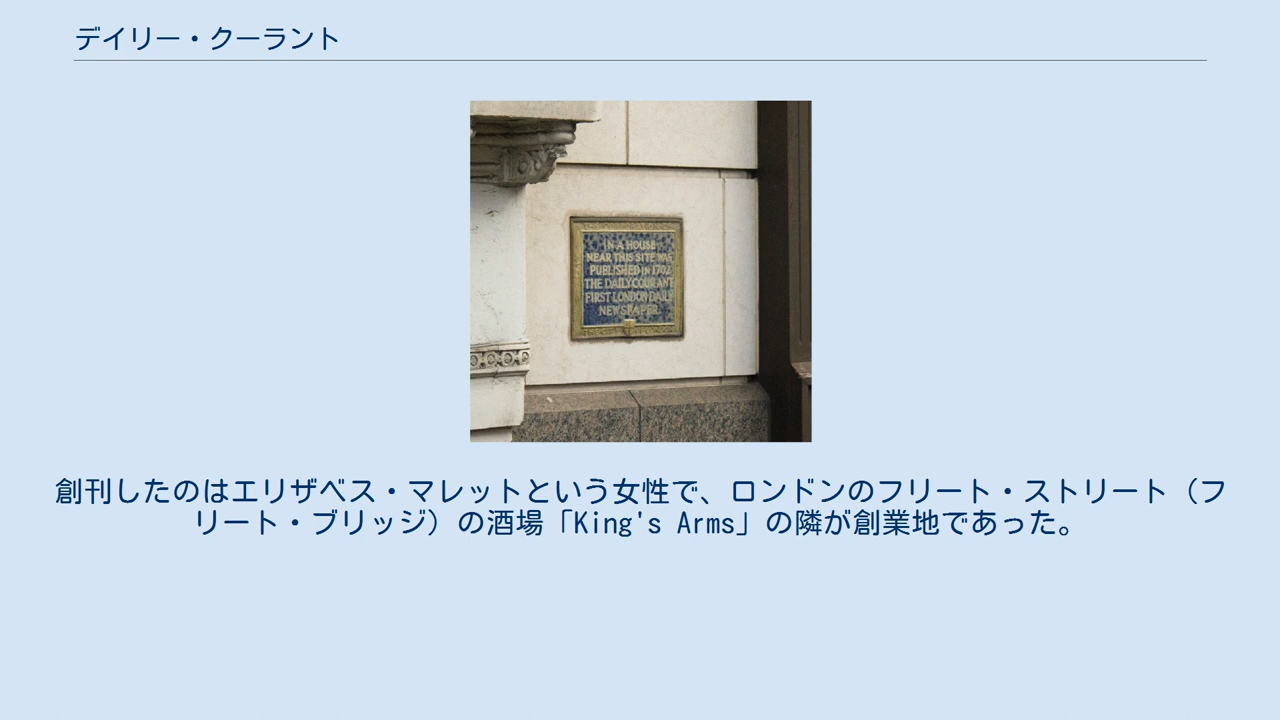 デイリー・クーラント
IN A HOUSE
NEAR THIS SITE WAS
PUBLISHED IN 1702
THE DAILY COURANT
FIRST LONDON DAILY
NEWSPAPER
創刊したのはエリザベス・マレットという女性で、ロンドンのフリート・ストリート（フ
リート・ブリッジ）の酒場「King's Arms」の隣が創業地であった。